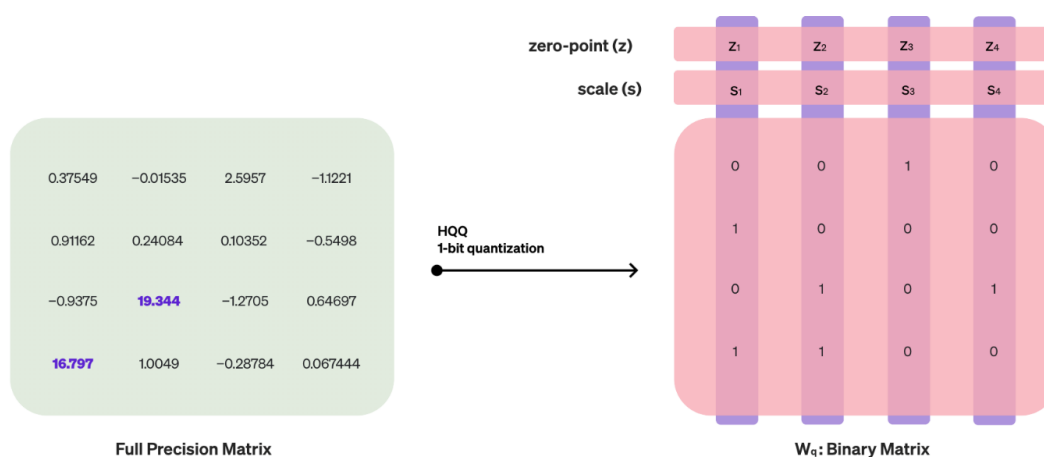 zero-point (z) z₁ z₂ z₃ z₄
scale (s) s₁ s₂ s₃ s₄
0.37549 −0.01535 2.5957 −1.1221
0.91162 0.24084 0.10352 −0.5498
−0.9375 19.344 −1.2705 0.64697
16.797 1.0049 −0.28784 0.067444
Full Precision Matrix
HQQ
1-bit quantization
0 0 1 0
1 0 0 0
0 1 0 1
1 1 0 0
W_q: Binary Matrix